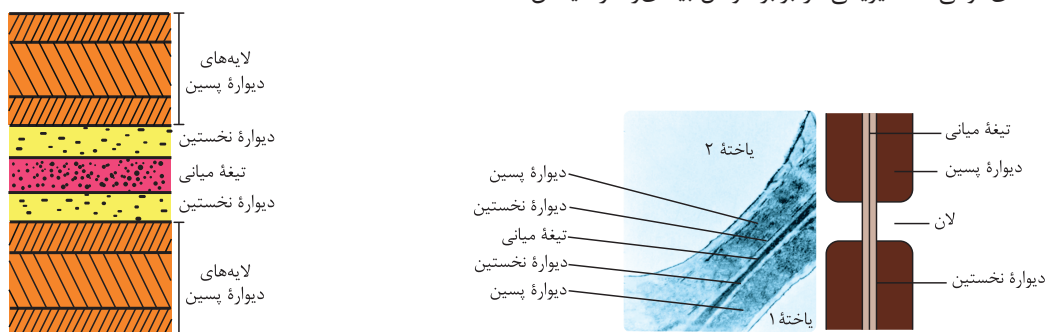 لایه‌های
دیوارهٔ پسین
دیوارهٔ نخستین
تیغهٔ میانی
دیوارهٔ نخستین
لایه‌های
دیوارهٔ پسین
یاختهٔ ۲
دیوارهٔ پسین
دیوارهٔ نخستین
تیغهٔ میانی
دیوارهٔ نخستین
دیوارهٔ پسین
یاختهٔ ۱
تیغهٔ میانی
دیوارهٔ پسین
لان
دیوارهٔ نخستین